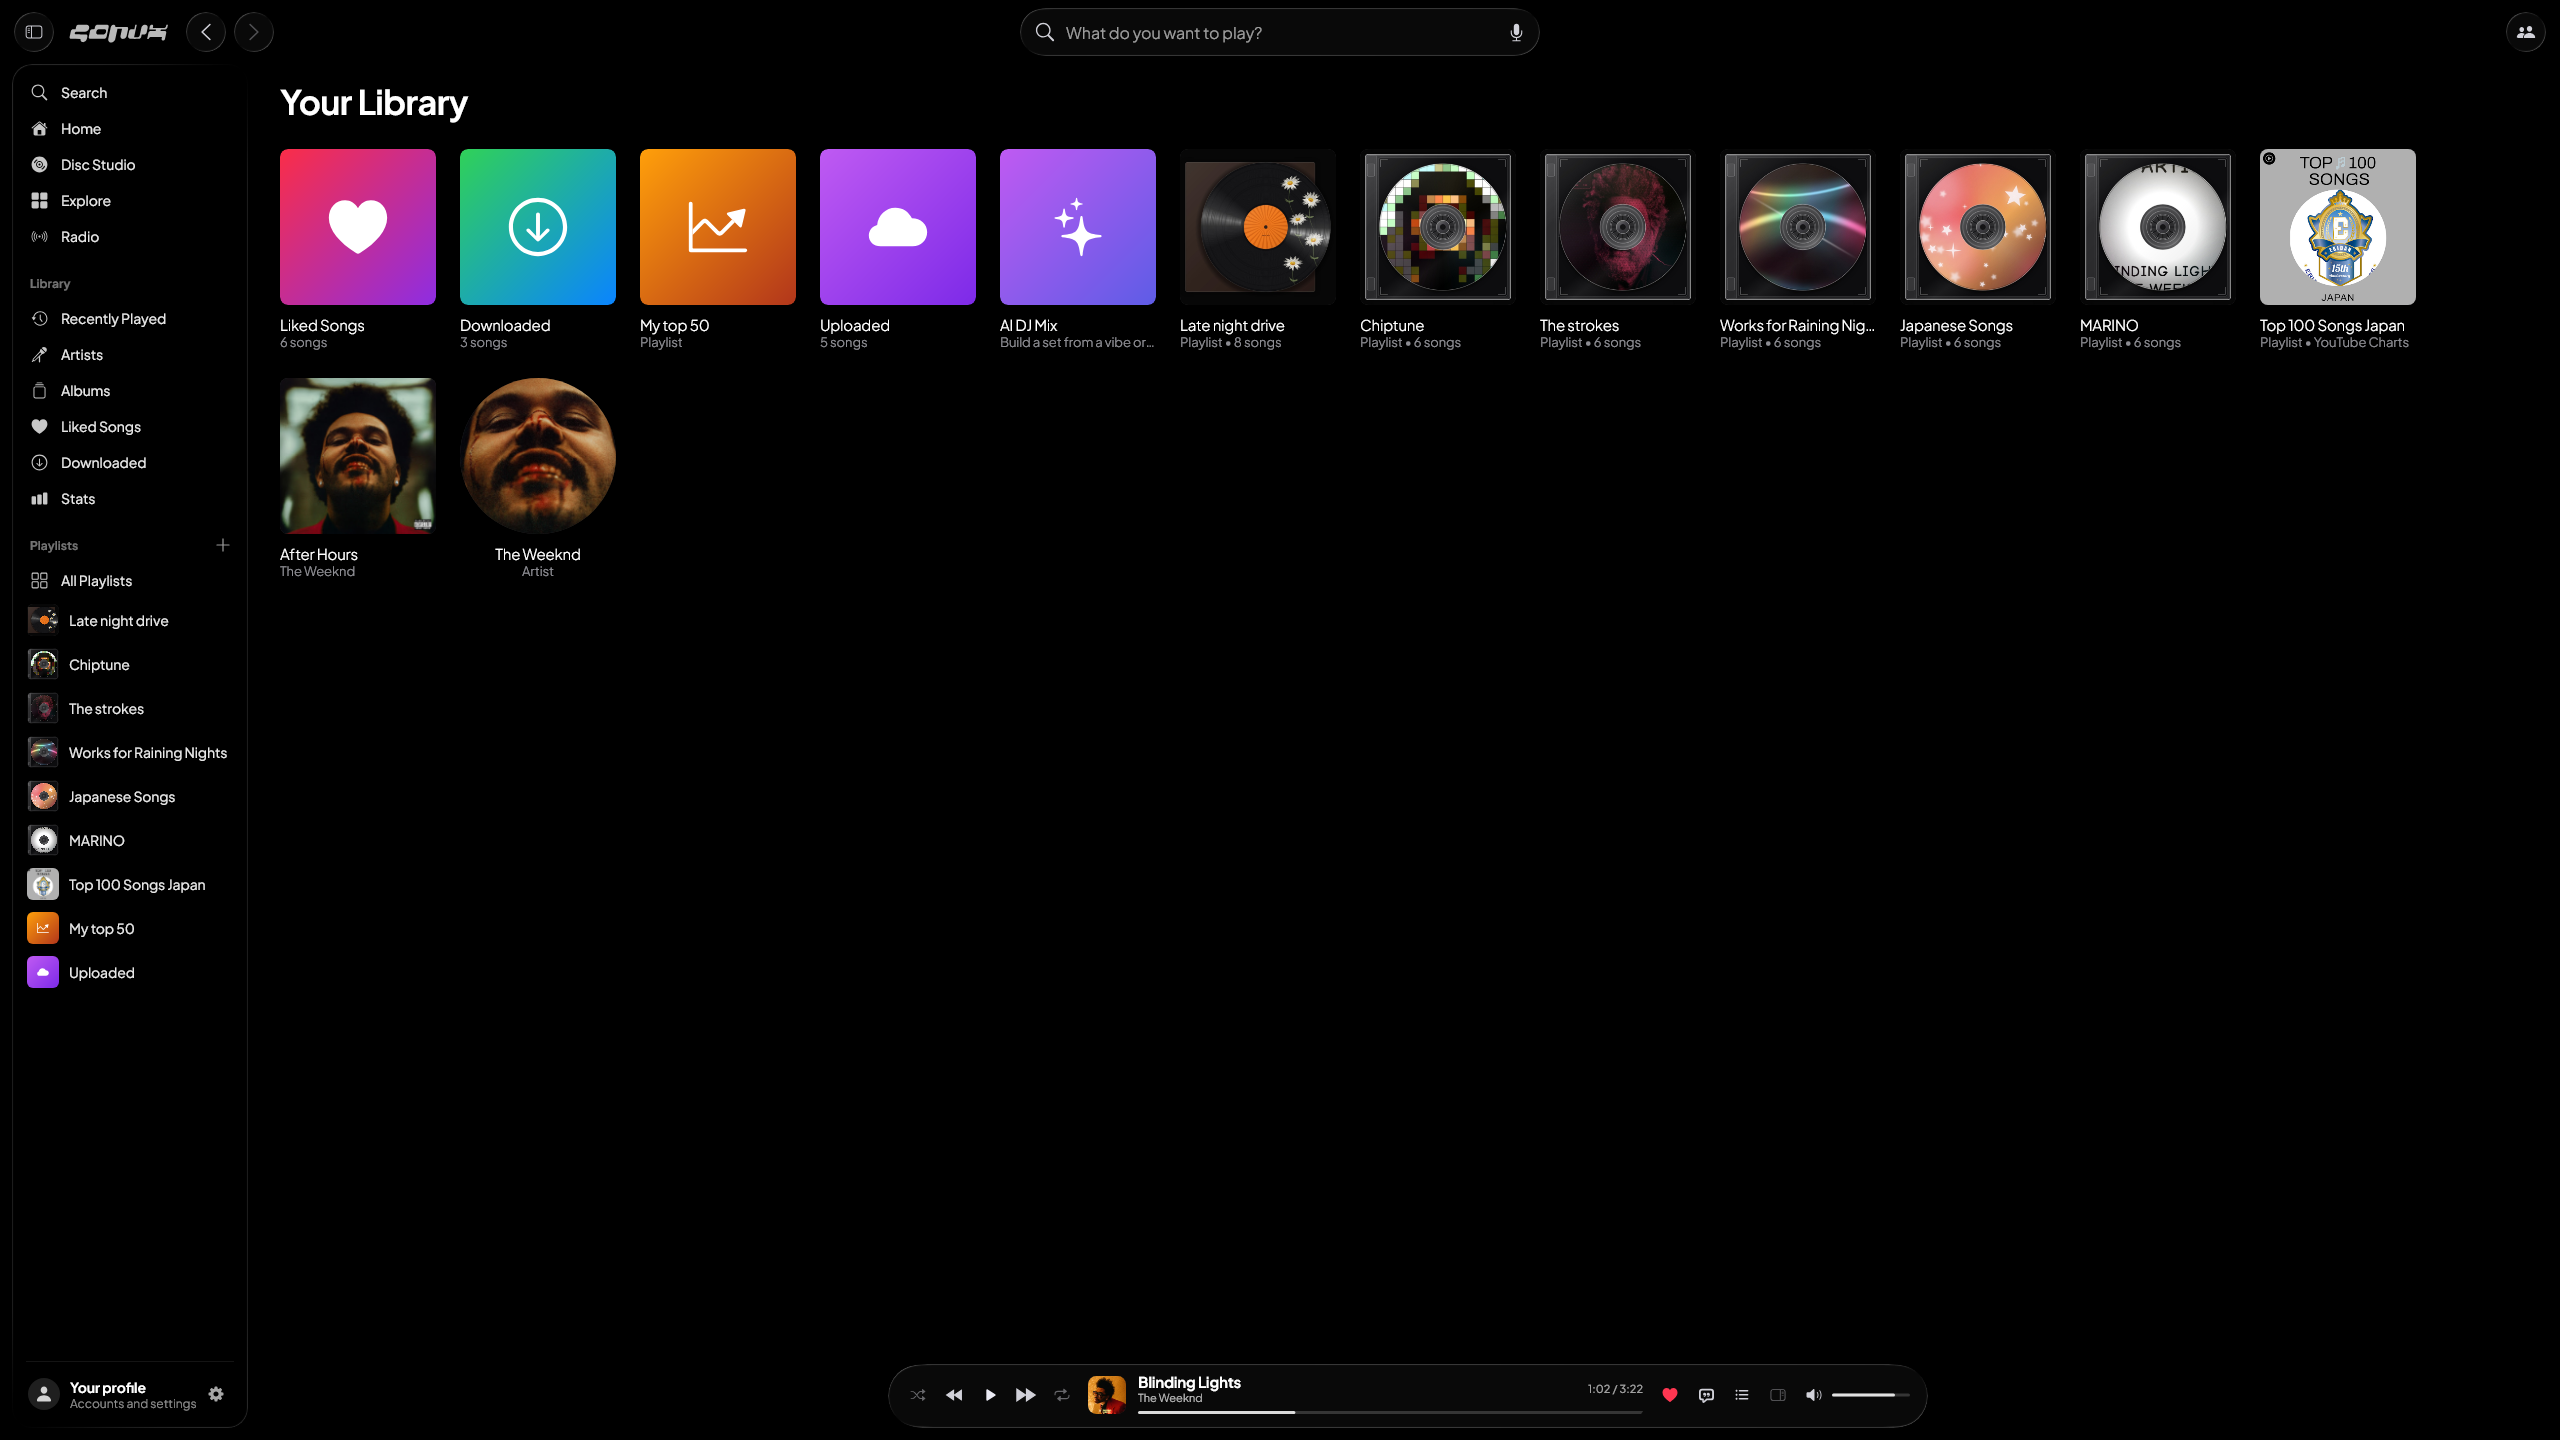 What do you want to play?
Search
Home
Disc Studio
Explore
Radio
Library
Recently Played
Artists
Albums
Liked Songs
Downloaded
Stats
Playlists
All Playlists
Late night drive
Chiptune
The strokes
Works for Raining Nights
Japanese Songs
MARINO
Top 100 Songs Japan
My top 50
Uploaded
Your profile
Accounts and settings
Your Library
TOP 100
SONGS
E
15th
JAPAN
INDING LIGH
Liked Songs
6 songs
Downloaded
3 songs
My top 50
Playlist
Uploaded
5 songs
AI DJ Mix
Build a set from a vibe or...
Late night drive
Playlist • 8 songs
Chiptune
Playlist • 6 songs
The strokes
Playlist • 6 songs
Works for Raining Nig...
Playlist • 6 songs
Japanese Songs
Playlist • 6 songs
MARINO
Playlist • 6 songs
Top 100 Songs Japan
Playlist • YouTube Charts
After Hours
The Weeknd
The Weeknd
Artist
Blinding Lights
The Weeknd
1:02 / 3:22